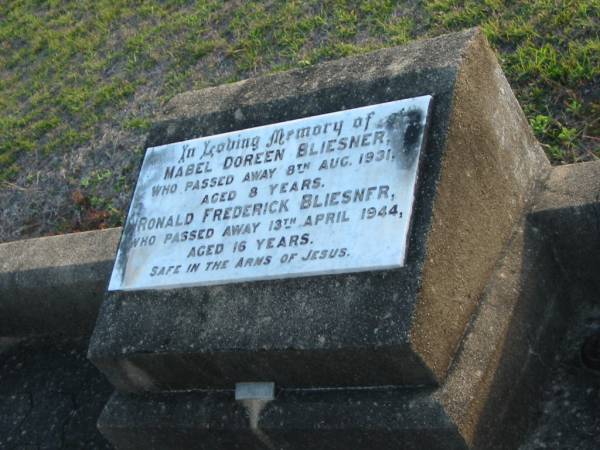 In Loving Memory of
MABEL DOREEN BLIESNER,
WHO PASSED AWAY 8TH AUG. 1931,
AGED 8 YEARS.
RONALD FREDERICK BLIESNER,
WHO PASSED AWAY 13TH APRIL 1944,
AGED 16 YEARS.
SAFE IN THE ARMS OF JESUS.